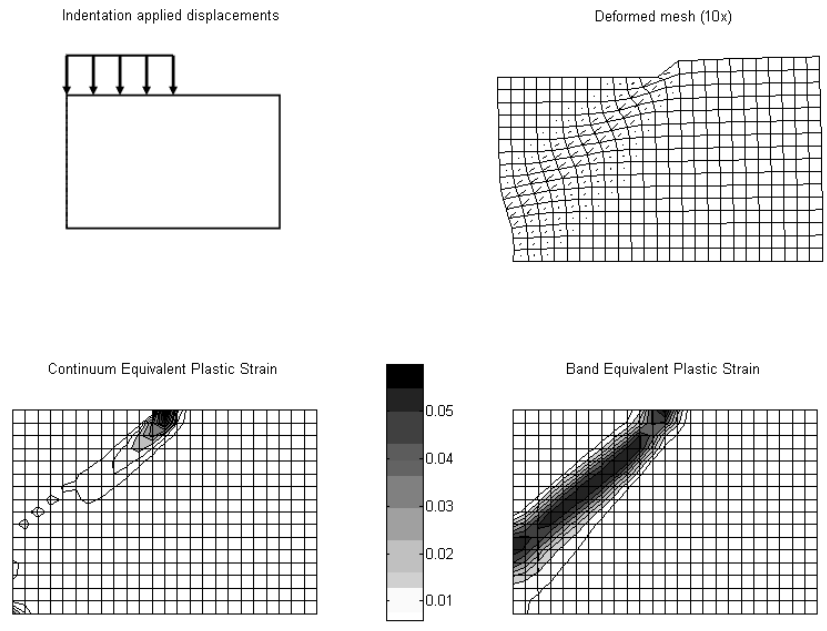 Indentation applied displacements
Deformed mesh (10x)
Continuum Equivalent Plastic Strain
Band Equivalent Plastic Strain
0.05
0.04
0.03
0.02
0.01